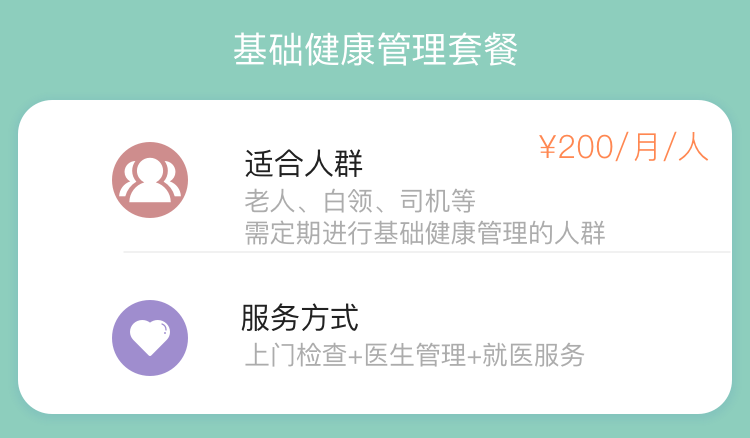 基础健康管理套餐
¥200/月/人
适合人群
老人、白领、司机等
需定期进行基础健康管理的人群
服务方式
上门检查+医生管理+就医服务